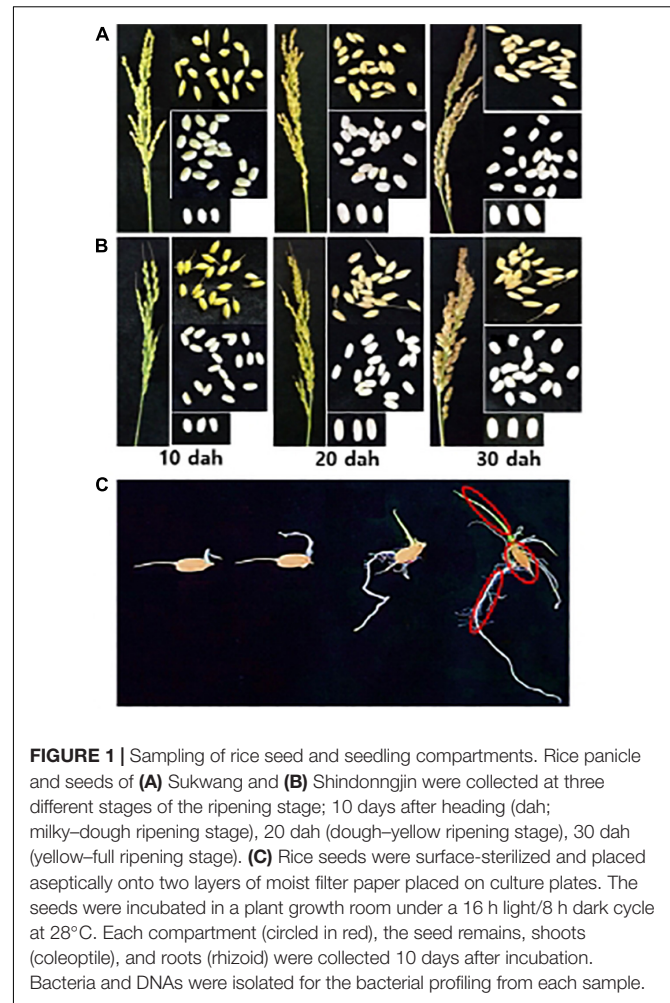 A
B
10 dah 20 dah 30 dah
C
FIGURE 1 | Sampling of rice seed and seedling compartments. Rice panicle
and seeds of (A) Sukwang and (B) Shindonngjin were collected at three
different stages of the ripening stage; 10 days after heading (dah;
milky–dough ripening stage), 20 dah (dough–yellow ripening stage), 30 dah
(yellow–full ripening stage). (C) Rice seeds were surface-sterilized and placed
aseptically onto two layers of moist filter paper placed on culture plates. The
seeds were incubated in a plant growth room under a 16 h light/8 h dark cycle
at 28°C. Each compartment (circled in red), the seed remains, shoots
(coleoptile), and roots (rhizoid) were collected 10 days after incubation.
Bacteria and DNAs were isolated for the bacterial profiling from each sample.